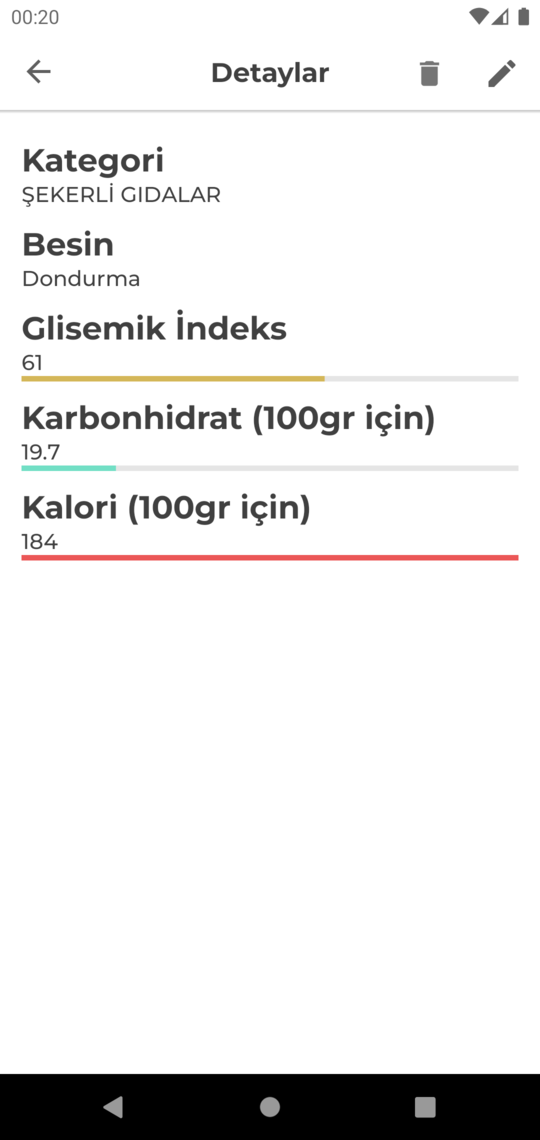 00:20
Detaylar
Kategori
ŞEKERLİ GIDALAR
Besin
Dondurma
Glisemik İndeks
61
Karbonhidrat (100gr için)
19.7
Kalori (100gr için)
184